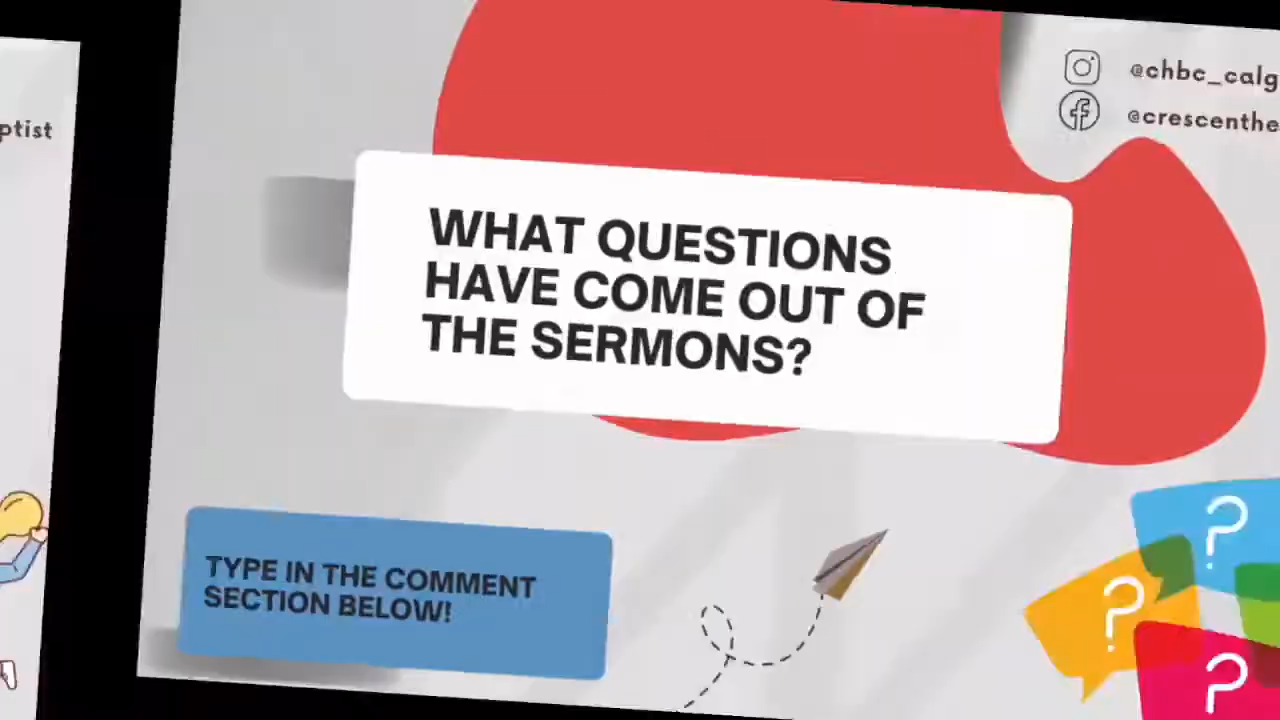 ptist
@chbc_calg
@crescenthe
WHAT QUESTIONS
HAVE COME OUT OF
THE SERMONS?
TYPE IN THE COMMENT
SECTION BELOW!
?
?
?